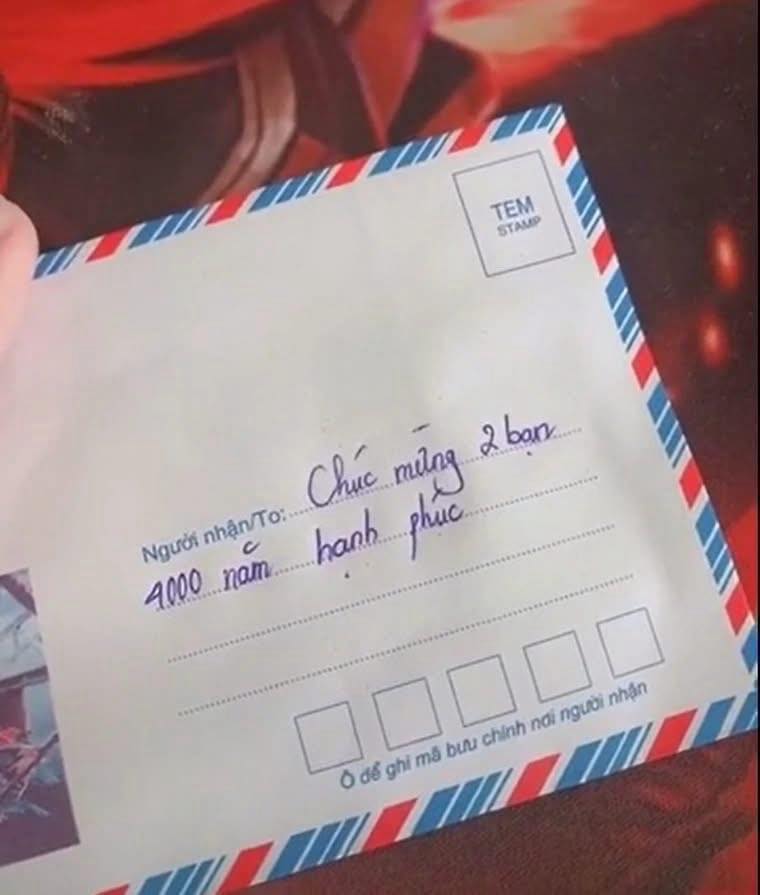 TEM
STAMP
Người nhận/To: Chúc mừng 2 bạn
4000 năm hạnh phúc
Ô để ghi mã bưu chính nơi người nhận